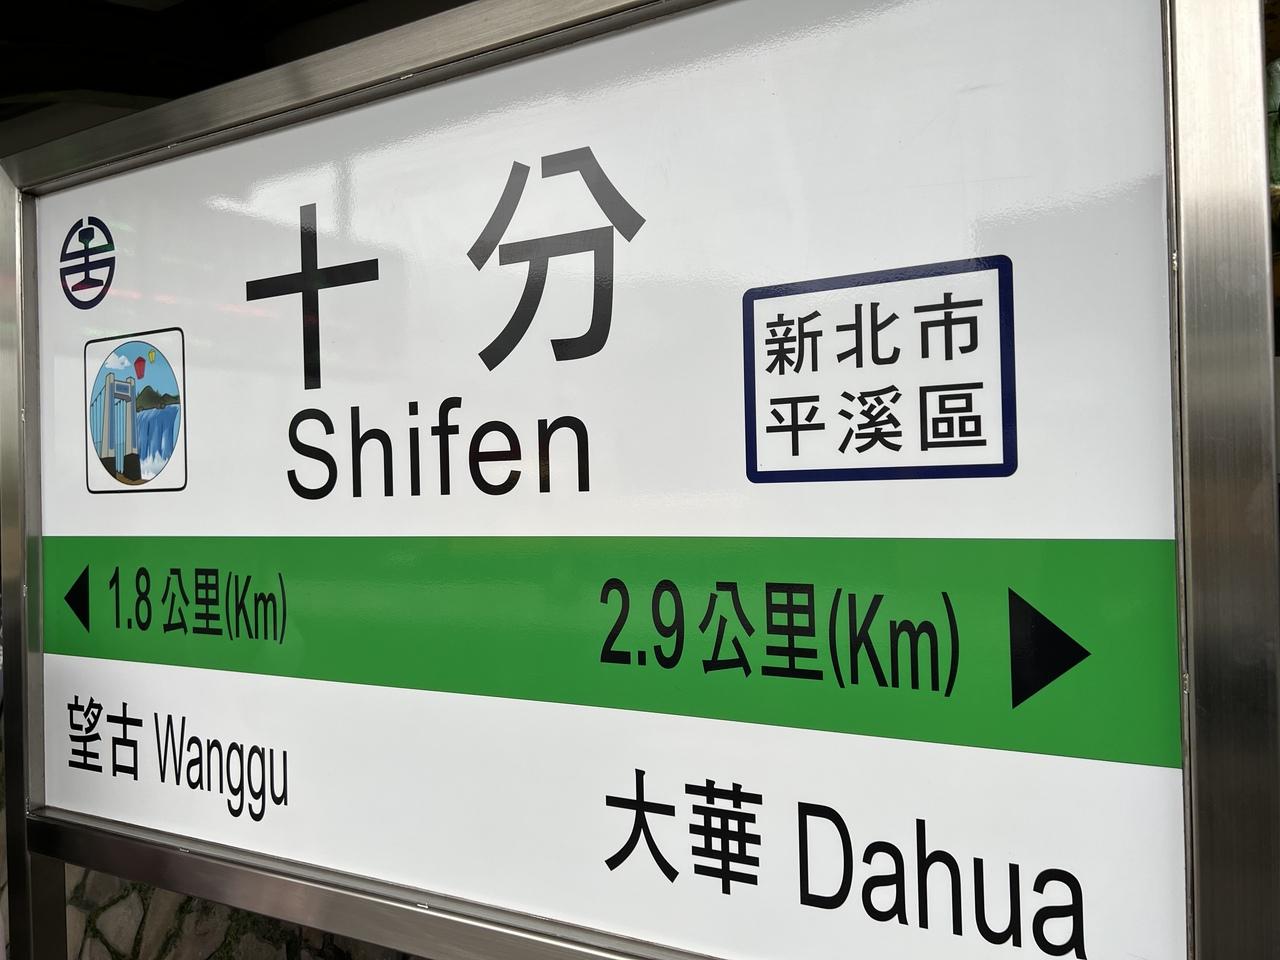 十分
Shifen
新北市
平溪區
1.8 公里(Km)
2.9 公里(Km)
望古 Wanggu
大華 Dahua